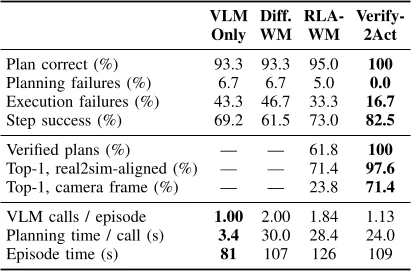 VLM Only Diff. WM RLA-WM Verify-2Act
Plan correct (%) 93.3 93.3 95.0 100
Planning failures (%) 6.7 6.7 5.0 0.0
Execution failures (%) 43.3 46.7 33.3 16.7
Step success (%) 69.2 61.5 73.0 82.5
Verified plans (%) — — 61.8 100
Top-1, real2sim-aligned (%) — — 71.4 97.6
Top-1, camera frame (%) — — 23.8 71.4
VLM calls / episode 1.00 2.00 1.84 1.13
Planning time / call (s) 3.4 30.0 28.4 24.0
Episode time (s) 81 107 126 109